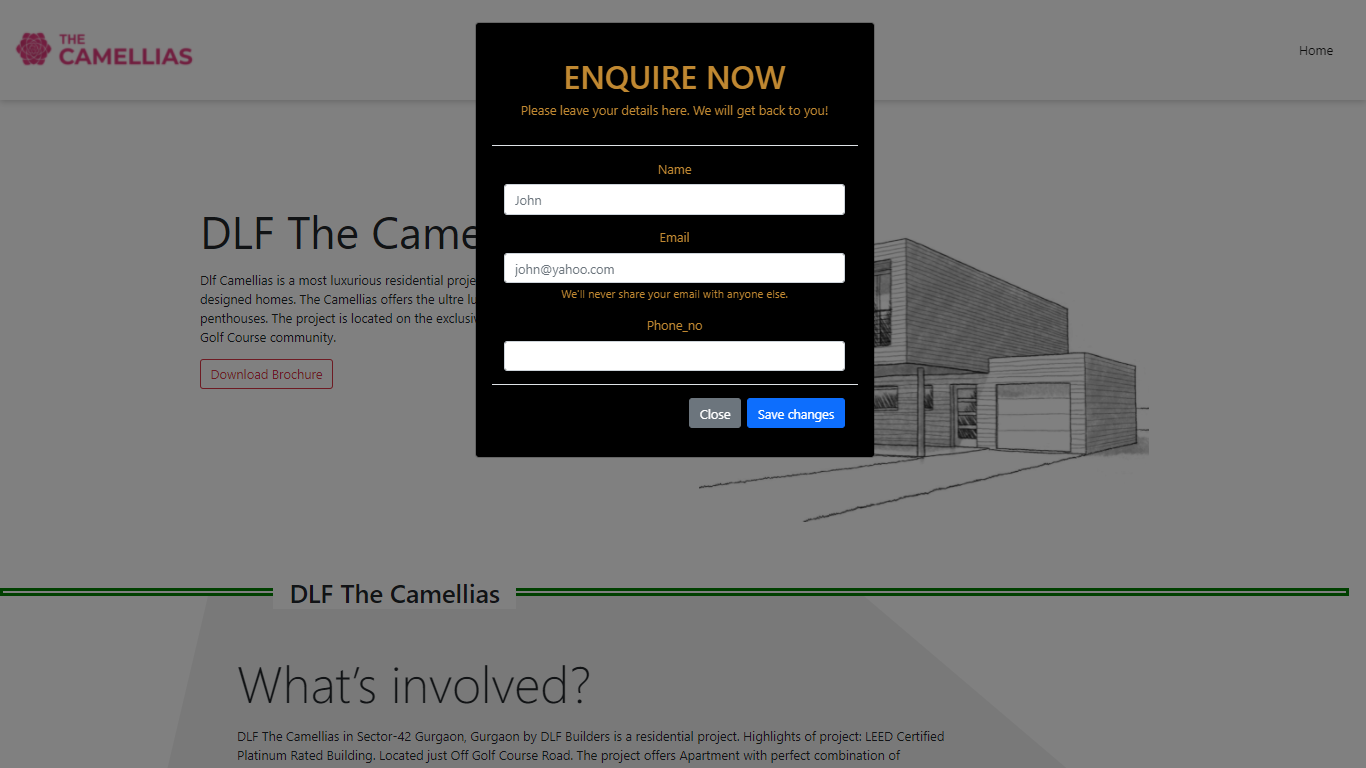 THE
CAMELLIAS
Home
ENQUIRE NOW
Please leave your details here. We will get back to you!
Name
John
Email
john@yahoo.com
We'll never share your email with anyone else.
Phone_no
Close
Save changes
DLF The Came
Dlf Camellias is a most luxurious residential proje
designed homes. The Camellias offers the ultre lu
penthouses. The project is located on the exclusiv
Golf Course community.
Download Brochure
DLF The Camellias
What's involved?
DLF The Camellias in Sector-42 Gurgaon, Gurgaon by DLF Builders is a residential project. Highlights of project: LEED Certified
Platinum Rated Building. Located just Off Golf Course Road. The project offers Apartment with perfect combination of